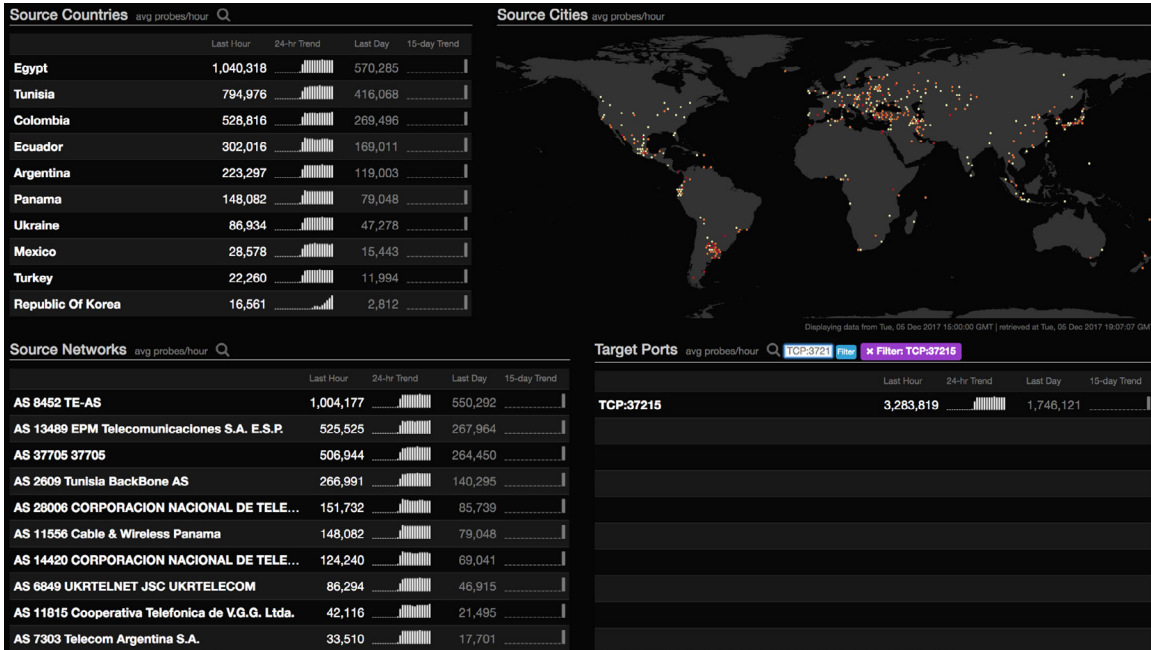 Source Countries avg probes/hour
Last Hour 24-hr Trend Last Day 15-day Trend
Egypt 1,040,318 570,285
Tunisia 794,976 416,068
Colombia 528,816 269,496
Ecuador 302,016 169,011
Argentina 223,297 119,003
Panama 148,082 79,048
Ukraine 86,934 47,278
Mexico 28,578 15,443
Turkey 22,260 11,994
Republic Of Korea 16,561 2,812
Source Cities avg probes/hour
Displaying data from Tue, 05 Dec 2017 15:00:00 GMT | retrieved at Tue, 05 Dec 2017 19:07:07 GM
Source Networks avg probes/hour
Last Hour 24-hr Trend Last Day 15-day Trend
AS 8452 TE-AS 1,004,177 550,292
AS 13489 EPM Telecomunicaciones S.A. E.S.P. 525,525 267,964
AS 37705 37705 506,944 264,450
AS 2609 Tunisia BackBone AS 266,991 140,295
AS 28006 CORPORACION NACIONAL DE TELE... 151,732 85,739
AS 11556 Cable & Wireless Panama 148,082 79,048
AS 14420 CORPORACION NACIONAL DE TELE... 124,240 69,041
AS 6849 UKRTELNET JSC UKRTELECOM 86,294 46,915
AS 11815 Cooperativa Telefonica de V.G.G. Ltda. 42,116 21,495
AS 7303 Telecom Argentina S.A. 33,510 17,701
Target Ports avg probes/hour TCP:3721 Filter × Filter: TCP:37215
Last Hour 24-hr Trend Last Day 15-day Trend
TCP:37215 3,283,819 1,746,121